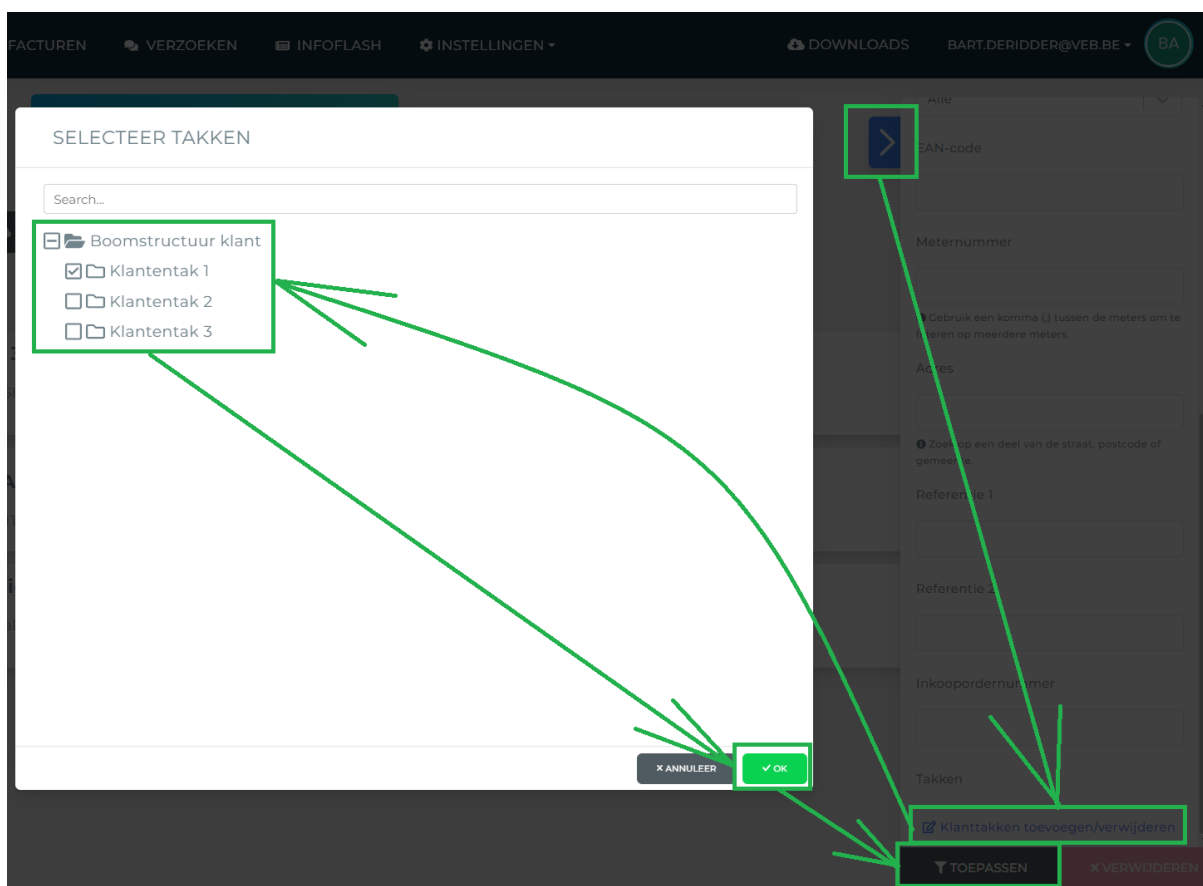 FACTUREN
VERZOEKEN
INFOFLASH
INSTELLINGEN
DOWNLOADS
BART.DERIDDER@VEB.BE
BA
SELECTEER TAKKEN
Search...
Boomstructuur klant
Klantentak 1
Klantentak 2
Klantentak 3
ANNULEER
OK
Alle
EAN-code
Meternummer
Gebruik een komma (,) tussen de meters om te
filteren op meerdere meters.
Adres
Zoek op een deel van de straat, postcode of
gemeente.
Referentie 1
Referentie 2
Inkoopordernummer
Takken
Klanttakken toevoegen/verwijderen
TOEPASSEN
VERWIJDEREN